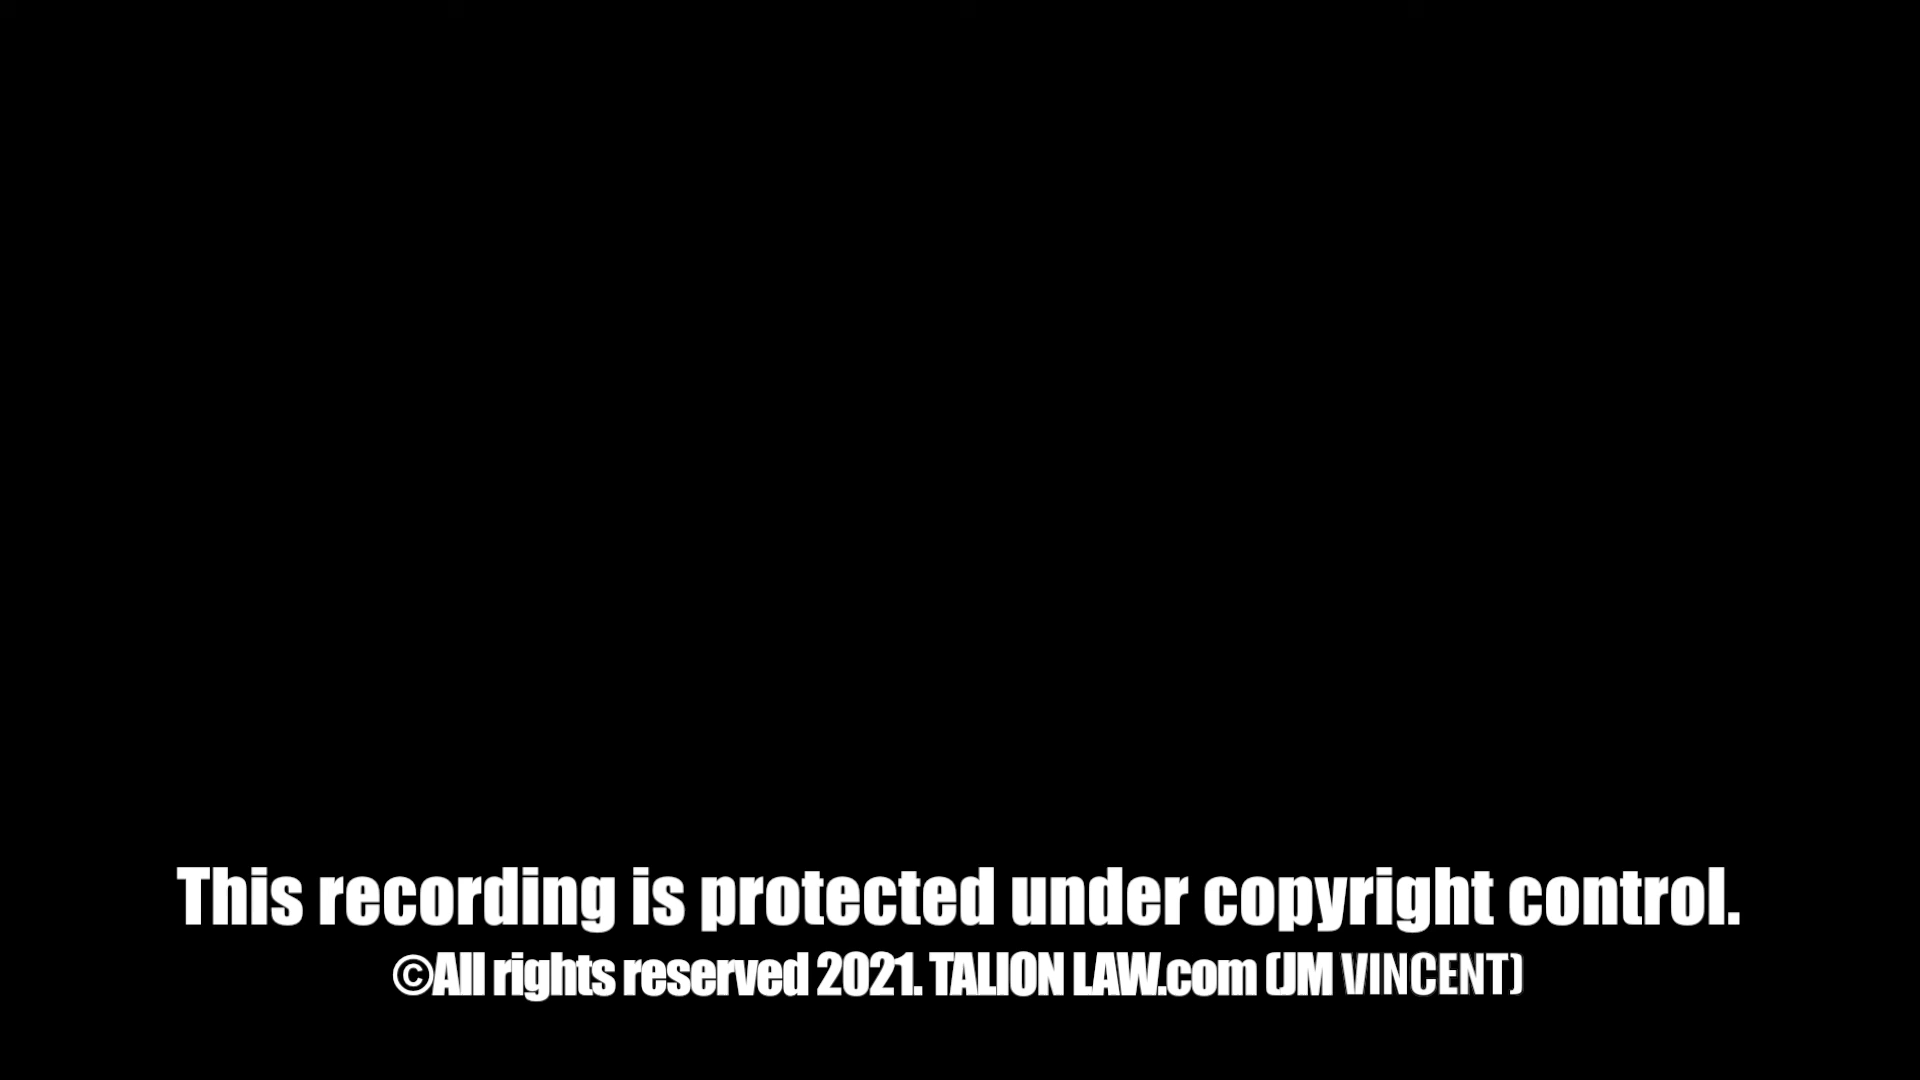 This recording is protected under copyright control.
©All rights reserved 2021. TALION LAW.com (JM VINCENT)